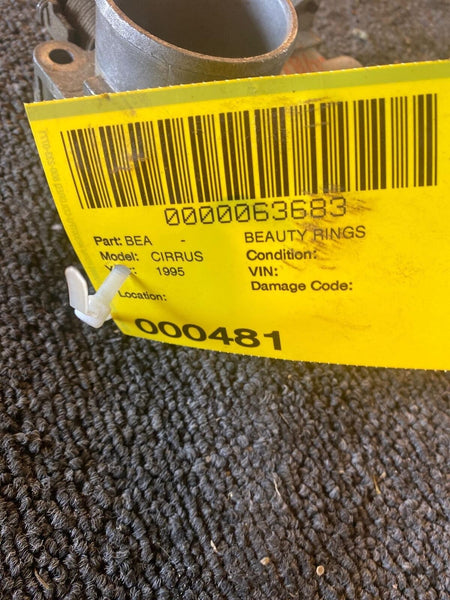 0000063683
Part: BEA - BEAUTY RINGS
Model: CIRRUS Condition:
1995 VIN:
Location: Damage Code:
000481